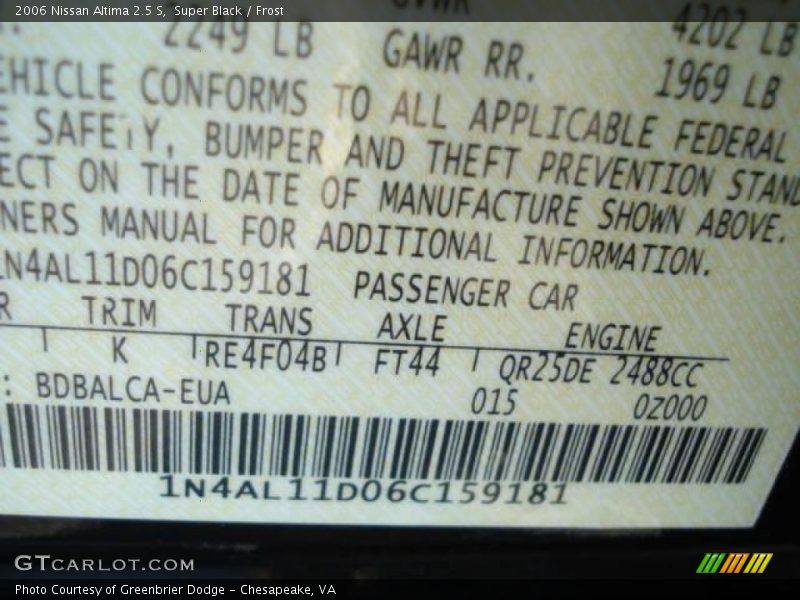 2006 Nissan Altima 2.5 S, Super Black / Frost
GVWR 4202 LB
2249 LB GAWR RR. 1969 LB
EHICLE CONFORMS TO ALL APPLICABLE FEDERAL
E SAFETY, BUMPER AND THEFT PREVENTION STAND
ECT ON THE DATE OF MANUFACTURE SHOWN ABOVE.
NERS MANUAL FOR ADDITIONAL INFORMATION.
1N4AL11D06C159181 PASSENGER CAR
R TRIM TRANS AXLE ENGINE
K RE4F04B FT44 QR25DE 2488CC
: BDBALCA-EUA 015 0Z000
1N4AL11D06C159181
GTCARLOT.COM
Photo Courtesy of Greenbrier Dodge – Chesapeake, VA